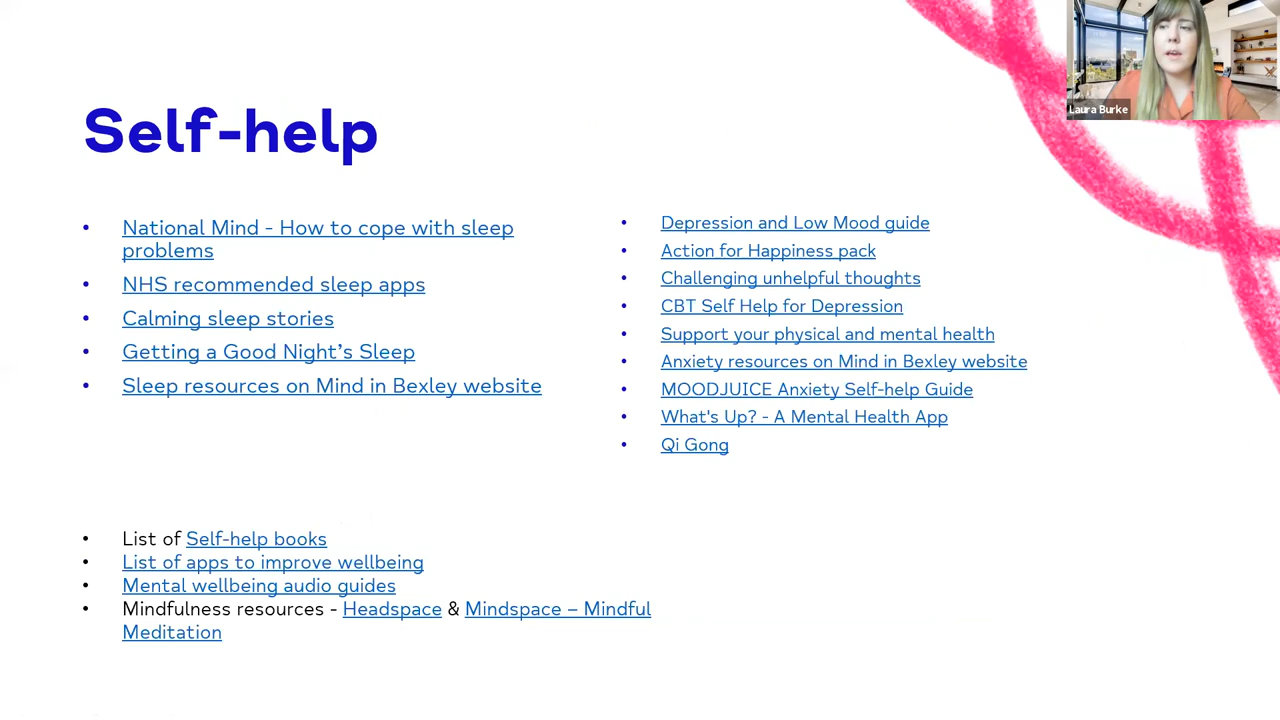 Laura Burke
Self-help
• National Mind - How to cope with sleep
problems
• NHS recommended sleep apps
• Calming sleep stories
• Getting a Good Night’s Sleep
• Sleep resources on Mind in Bexley website
• Depression and Low Mood guide
• Action for Happiness pack
• Challenging unhelpful thoughts
• CBT Self Help for Depression
• Support your physical and mental health
• Anxiety resources on Mind in Bexley website
• MOODJUICE Anxiety Self-help Guide
• What's Up? - A Mental Health App
• Qi Gong
• List of Self-help books
• List of apps to improve wellbeing
• Mental wellbeing audio guides
• Mindfulness resources - Headspace & Mindspace – Mindful
Meditation